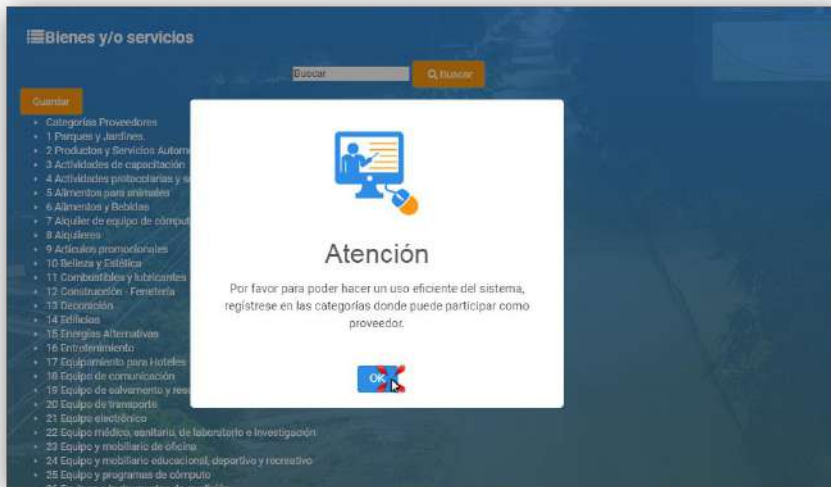 Bienes y/o servicios
Buscar
Buscar
Guardar
Categorías Proveedores
1 Parques y Jardines.
2 Productos y Servicios Autom
3 Actividades de capacitación
4 Actividades protocolarias y s
5 Alimentos para animales
6 Alimentos y Bebidas
7 Alquiler de equipo de cómput
8 Alquileres
9 Artículos promocionales
10 Belleza y Estética
11 Combustibles y lubricantes
12 Construcción - Ferretería
13 Decoración
14 Edificios
15 Energías Alternativas
16 Entretenimiento
17 Equipamiento para Hoteles
18 Equipo de comunicación
19 Equipo de salvamento y resc
20 Equipo de transporte
21 Equipo electrónico
22 Equipo médico, sanitario, de laboratorio e investigación
23 Equipo y mobiliario de oficina
24 Equipo y mobiliario educacional, deportivo y recreativo
25 Equipo y programas de cómputo
Atención
Por favor para poder hacer un uso eficiente del sistema,
regístrese en las categorías donde puede participar como
proveedor.
OK